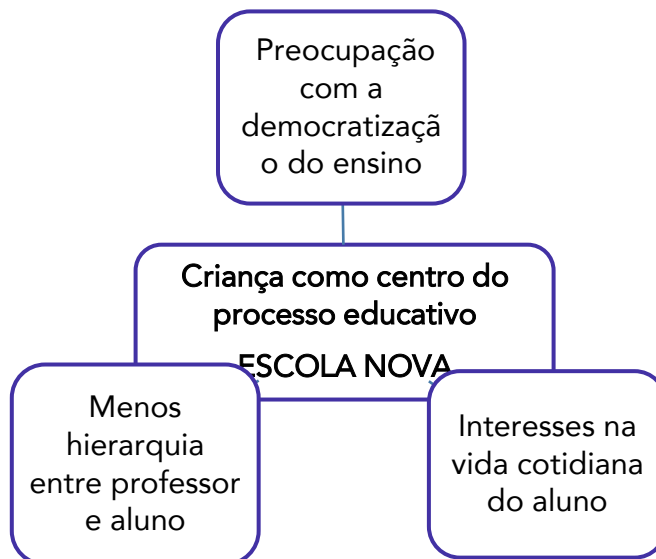 Preocupação
com a
democratizaçã
o do ensino
Criança como centro do
processo educativo
ESCOLA NOVA
Menos
hierarquia
entre professor
e aluno
Interesses na
vida cotidiana
do aluno